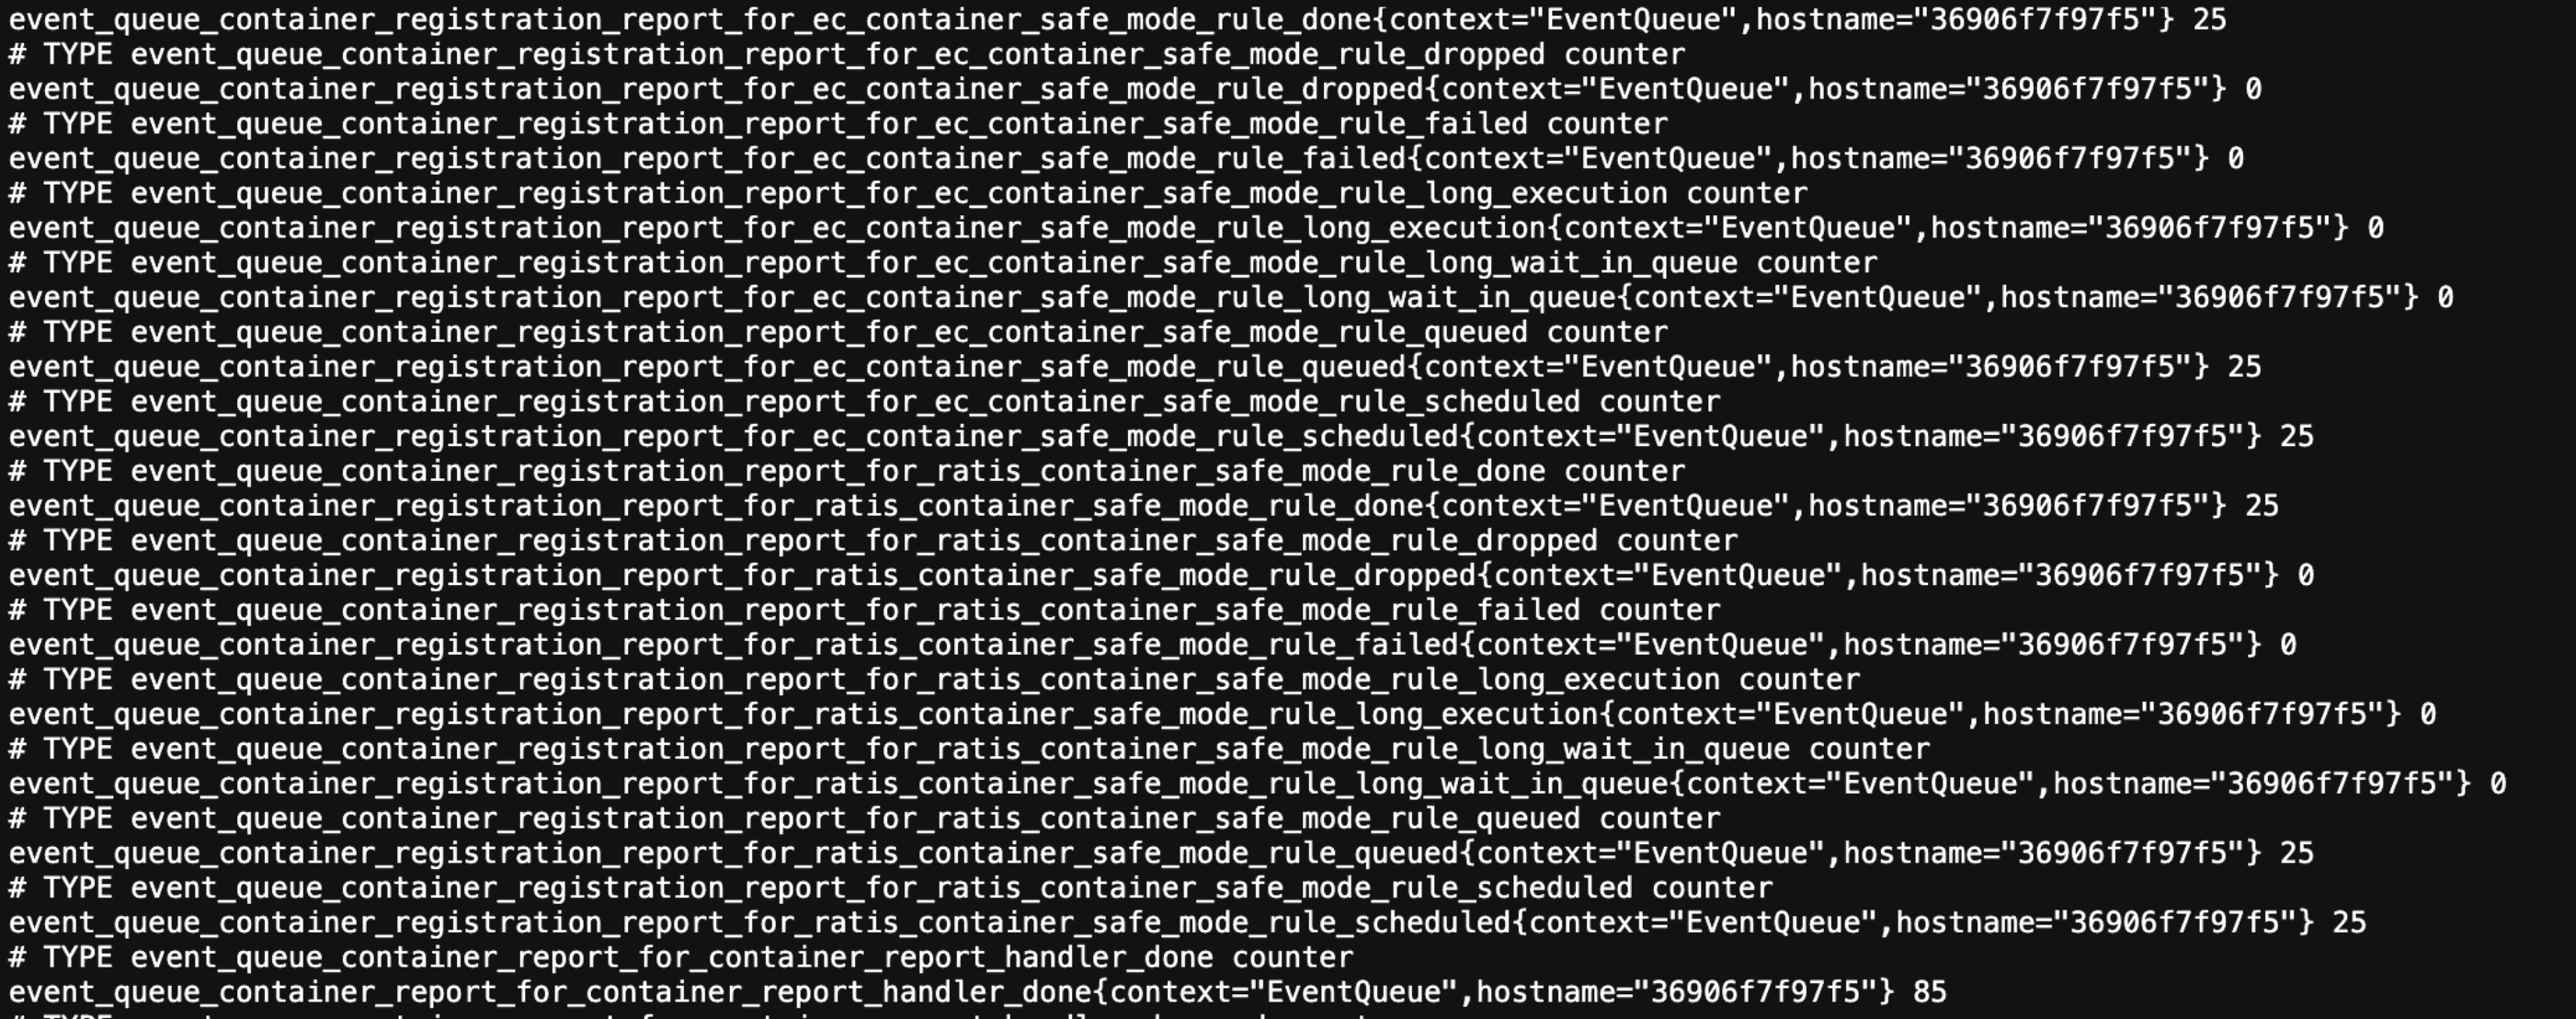 event_queue_container_registration_report_for_ec_container_safe_mode_rule_done{context="EventQueue",hostname="36906f7f97f5"} 25
# TYPE event_queue_container_registration_report_for_ec_container_safe_mode_rule_dropped counter
event_queue_container_registration_report_for_ec_container_safe_mode_rule_dropped{context="EventQueue",hostname="36906f7f97f5"} 0
# TYPE event_queue_container_registration_report_for_ec_container_safe_mode_rule_failed counter
event_queue_container_registration_report_for_ec_container_safe_mode_rule_failed{context="EventQueue",hostname="36906f7f97f5"} 0
# TYPE event_queue_container_registration_report_for_ec_container_safe_mode_rule_long_execution counter
event_queue_container_registration_report_for_ec_container_safe_mode_rule_long_execution{context="EventQueue",hostname="36906f7f97f5"} 0
# TYPE event_queue_container_registration_report_for_ec_container_safe_mode_rule_long_wait_in_queue counter
event_queue_container_registration_report_for_ec_container_safe_mode_rule_long_wait_in_queue{context="EventQueue",hostname="36906f7f97f5"} 0
# TYPE event_queue_container_registration_report_for_ec_container_safe_mode_rule_queued counter
event_queue_container_registration_report_for_ec_container_safe_mode_rule_queued{context="EventQueue",hostname="36906f7f97f5"} 25
# TYPE event_queue_container_registration_report_for_ec_container_safe_mode_rule_scheduled counter
event_queue_container_registration_report_for_ec_container_safe_mode_rule_scheduled{context="EventQueue",hostname="36906f7f97f5"} 25
# TYPE event_queue_container_registration_report_for_ratis_container_safe_mode_rule_done counter
event_queue_container_registration_report_for_ratis_container_safe_mode_rule_done{context="EventQueue",hostname="36906f7f97f5"} 25
# TYPE event_queue_container_registration_report_for_ratis_container_safe_mode_rule_dropped counter
event_queue_container_registration_report_for_ratis_container_safe_mode_rule_dropped{context="EventQueue",hostname="36906f7f97f5"} 0
# TYPE event_queue_container_registration_report_for_ratis_container_safe_mode_rule_failed counter
event_queue_container_registration_report_for_ratis_container_safe_mode_rule_failed{context="EventQueue",hostname="36906f7f97f5"} 0
# TYPE event_queue_container_registration_report_for_ratis_container_safe_mode_rule_long_execution counter
event_queue_container_registration_report_for_ratis_container_safe_mode_rule_long_execution{context="EventQueue",hostname="36906f7f97f5"} 0
# TYPE event_queue_container_registration_report_for_ratis_container_safe_mode_rule_long_wait_in_queue counter
event_queue_container_registration_report_for_ratis_container_safe_mode_rule_long_wait_in_queue{context="EventQueue",hostname="36906f7f97f5"} 0
# TYPE event_queue_container_registration_report_for_ratis_container_safe_mode_rule_queued counter
event_queue_container_registration_report_for_ratis_container_safe_mode_rule_queued{context="EventQueue",hostname="36906f7f97f5"} 25
# TYPE event_queue_container_registration_report_for_ratis_container_safe_mode_rule_scheduled counter
event_queue_container_registration_report_for_ratis_container_safe_mode_rule_scheduled{context="EventQueue",hostname="36906f7f97f5"} 25
# TYPE event_queue_container_report_for_container_report_handler_done counter
event_queue_container_report_for_container_report_handler_done{context="EventQueue",hostname="36906f7f97f5"} 85